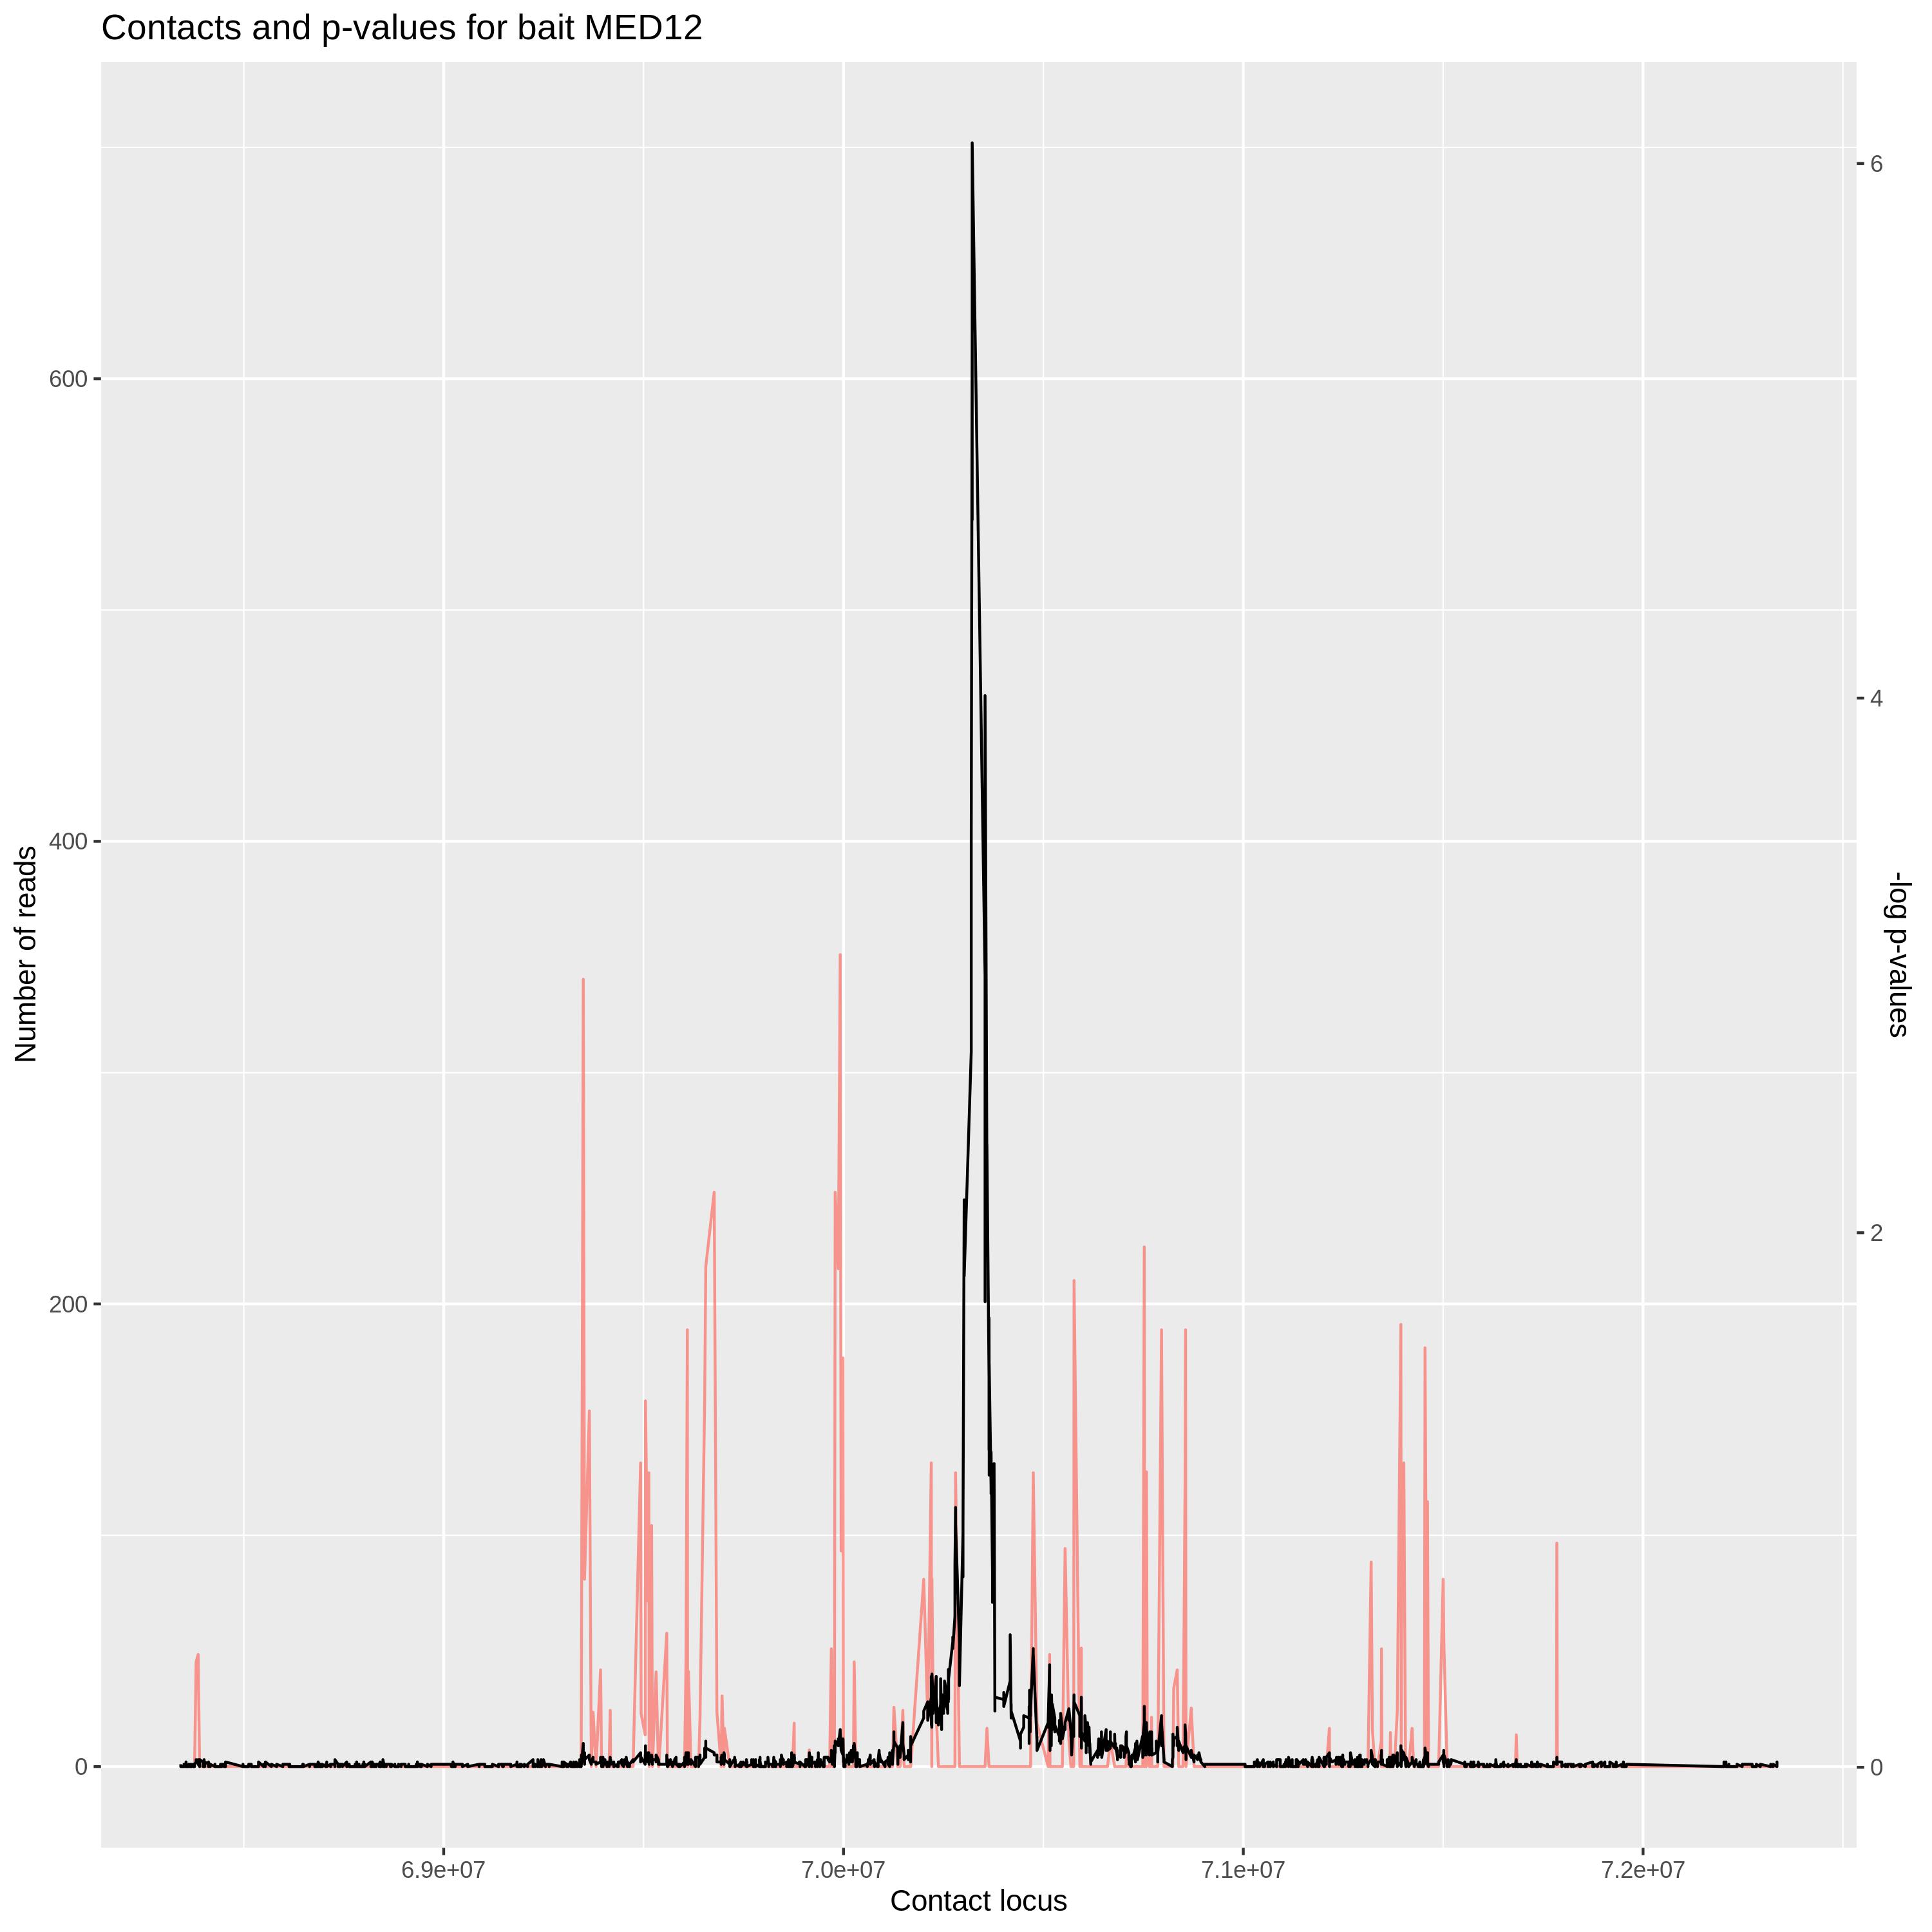 Contacts and p-values for bait MED12
600
400
200
0
6
4
2
0
Number of reads
-log p-values
6.9e+07
7.0e+07
7.1e+07
7.2e+07
Contact locus